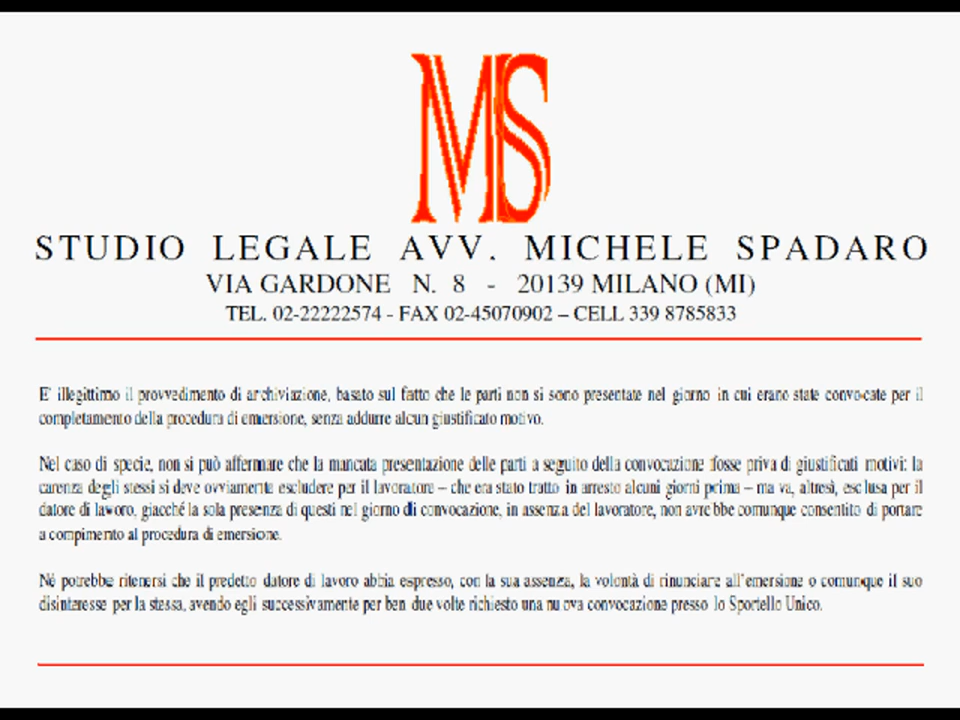 MS
STUDIO LEGALE AVV. MICHELE SPADARO
VIA GARDONE N. 8 - 20139 MILANO (MI)
TEL. 02-22222574 - FAX 02-45070902 – CELL 339 8785833
E' illegittimo il provvedimento di archiviazione, basato sul fatto che le parti non si sono presentate nel giorno in cui erano state convocate per il
completamento della procedura di emersione, senza addurre alcun giustificato motivo.
Nel caso di specie, non si può affermare che la mancata presentazione delle parti a seguito della convocazione fosse priva di giustificati motivi: la
carenza degli stessi si deve ovviamente escludere per il lavoratore – che era stato tratto in arresto alcuni giorni prima – ma va, altresì, esclusa per il
datore di lavoro, giacché la sola presenza di questi nel giorno di convocazione, in assenza del lavoratore, non avrebbe comunque consentito di portare
a compimento al procedura di emersione.
Né potrebbe ritenersi che il predetto datore di lavoro abbia espresso, con la sua assenza, la volontà di rinunciare all'emersione o comunque il suo
disinteresse per la stessa, avendo egli successivamente per ben due volte richiesto una nuova convocazione presso lo Sportello Unico.